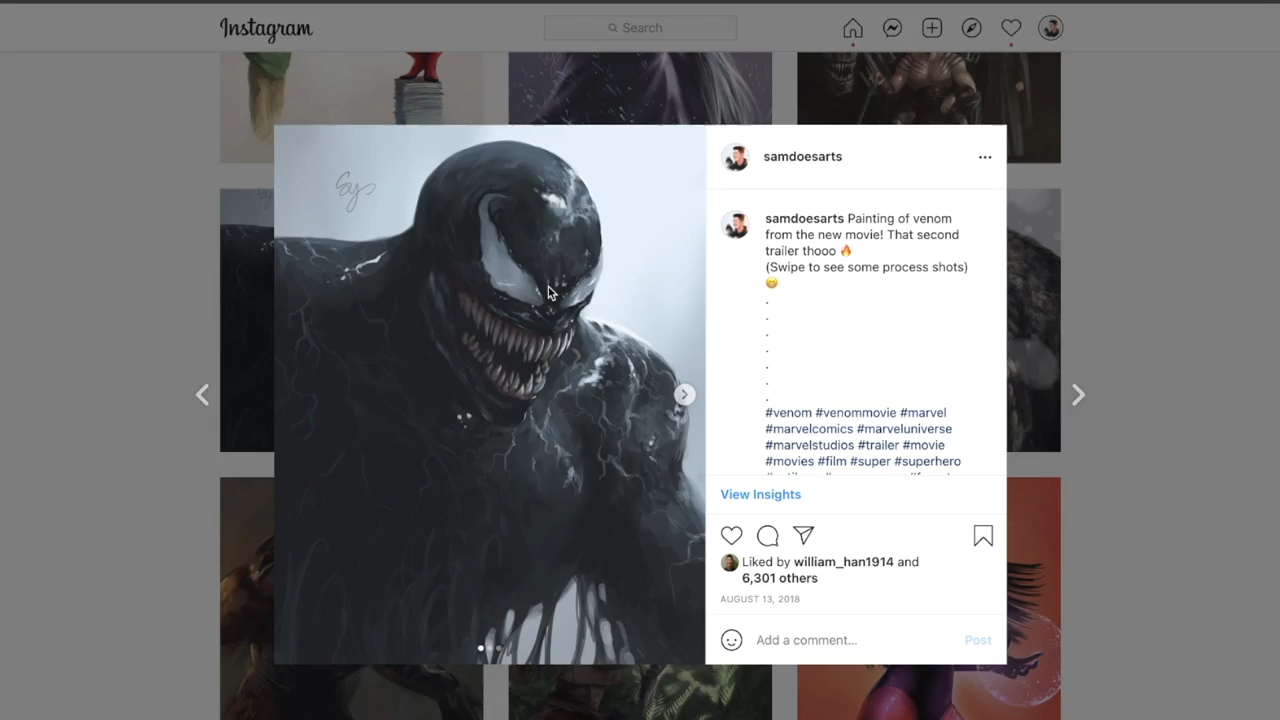 Instagram
Search
samdoesarts
samdoesarts Painting of venom
from the new movie! That second
trailer thooo 🔥
(Swipe to see some process shots)
😁
.
.
.
.
.
.
.
#venom #venommovie #marvel
#marvelcomics #marveluniverse
#marvelstudios #trailer #movie
#movies #film #super #superhero
View Insights
Liked by william_han1914 and
6,301 others
AUGUST 13, 2018
Add a comment...
Post